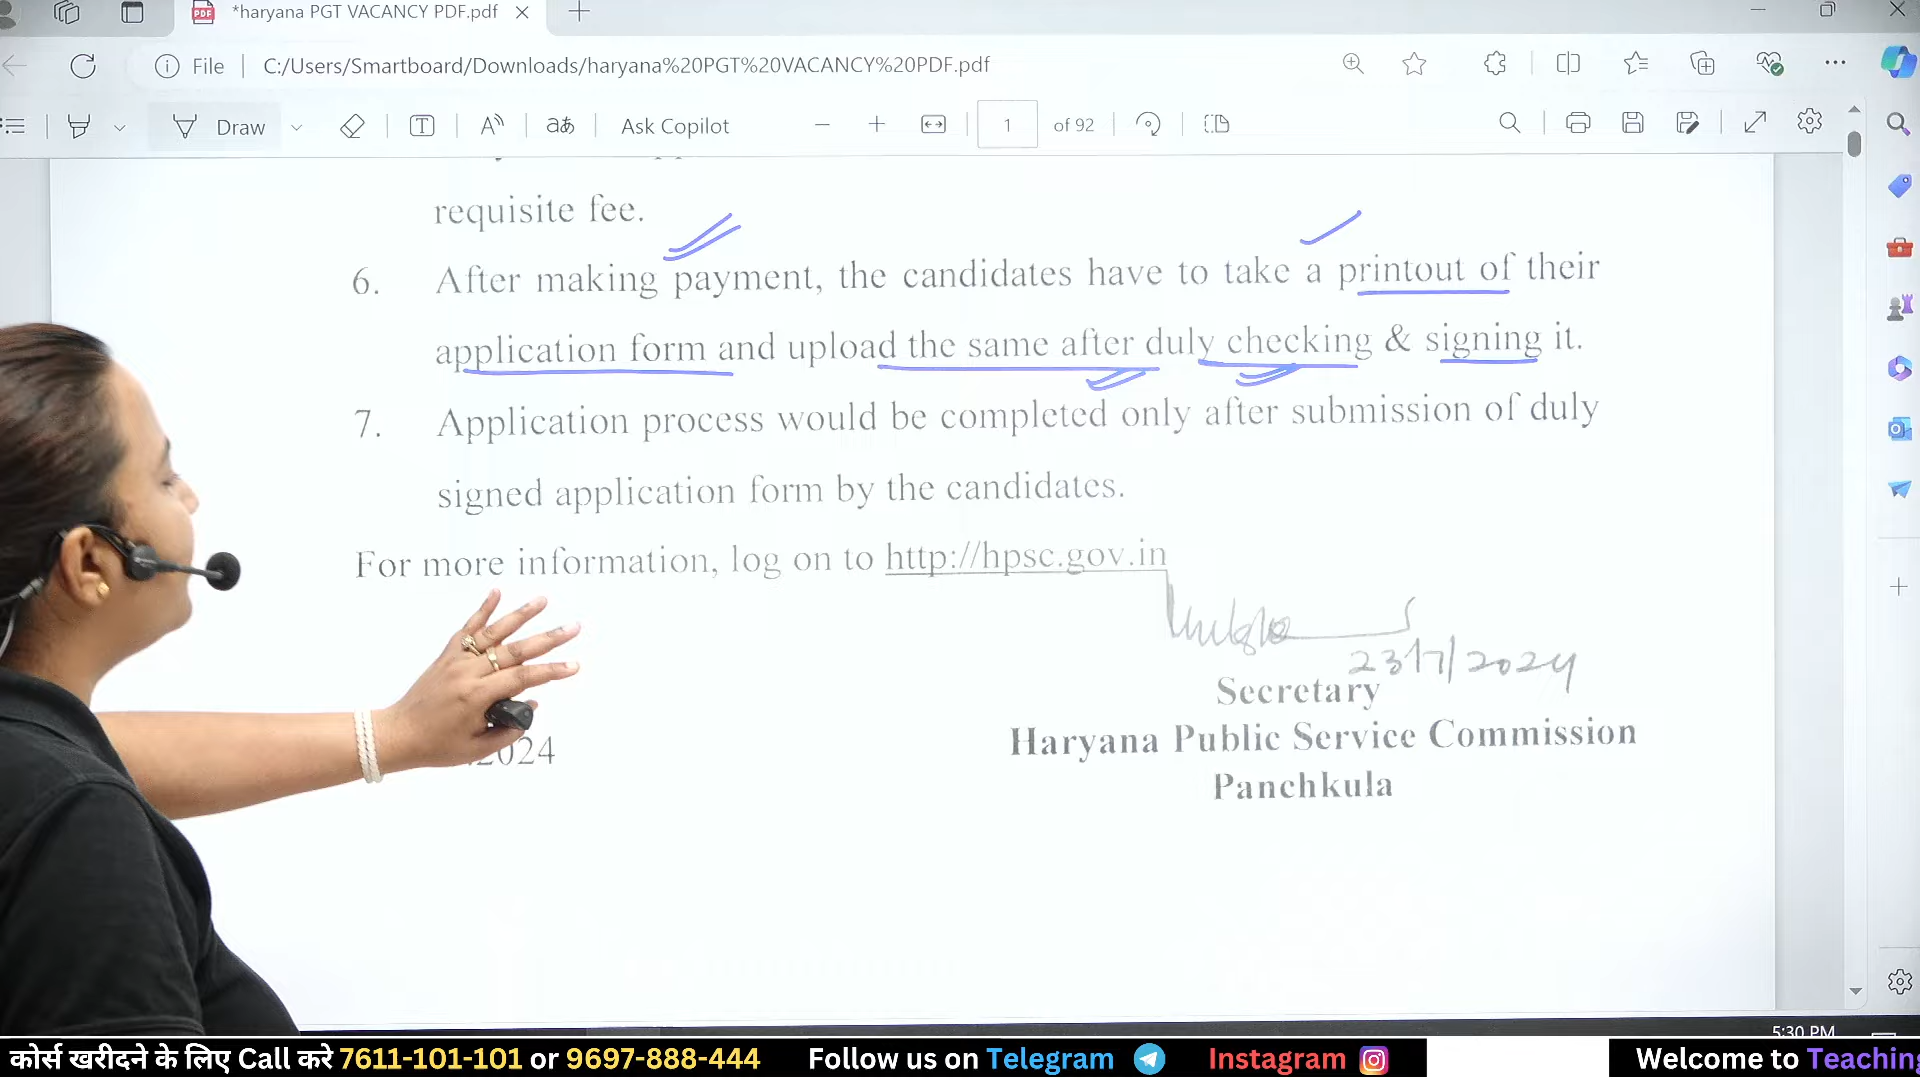 *haryana PGT VACANCY PDF.pdf
File
C:/Users/Smartboard/Downloads/haryana%20PGT%20VACANCY%20PDF.pdf
Draw
Ask Copilot
1 of 92
requisite fee.
6. After making payment, the candidates have to take a printout of their
application form and upload the same after duly checking & signing it.
7. Application process would be completed only after submission of duly
signed application form by the candidates.
For more information, log on to http://hpsc.gov.in
23/7/2024
Secretary
.2024
Haryana Public Service Commission
Panchkula
5:30 PM
कोर्स खरीदने के लिए Call करे 7611-101-101 or 9697-888-444
Follow us on Telegram
Instagram
Welcome to Teaching